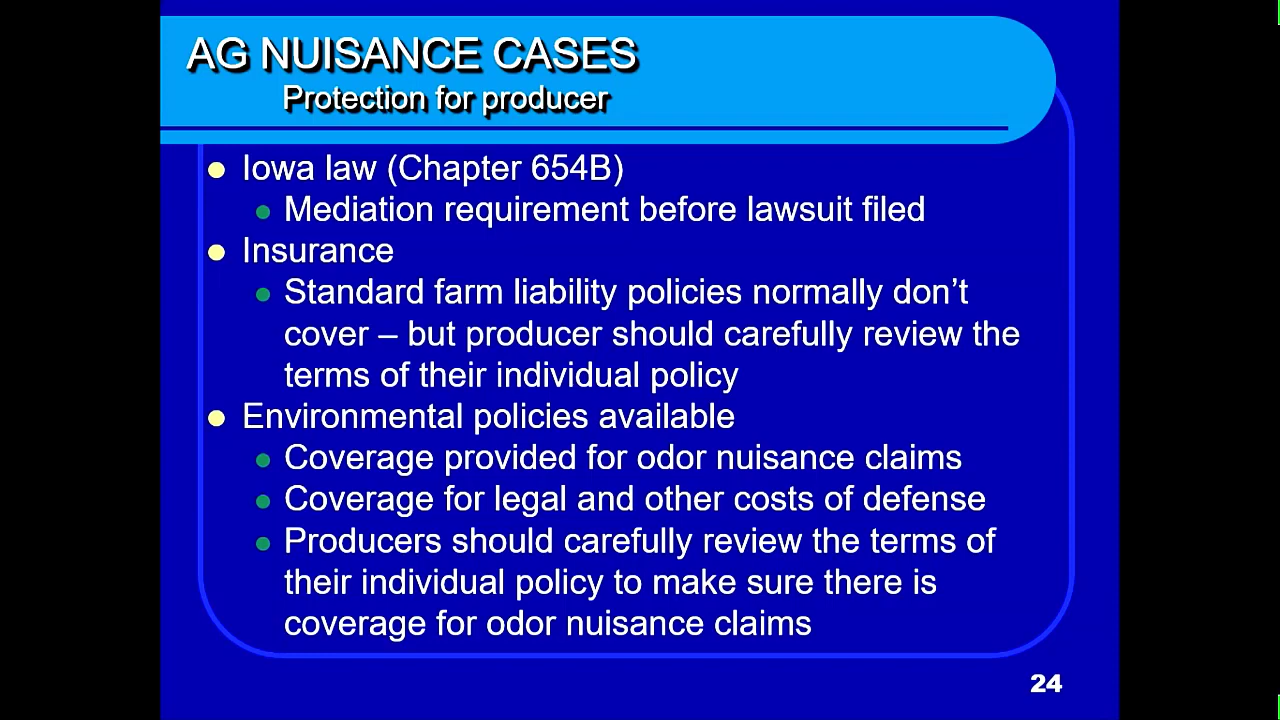 AG NUISANCE CASES
Protection for producer
Iowa law (Chapter 654B)
Mediation requirement before lawsuit filed
Insurance
Standard farm liability policies normally don’t
cover – but producer should carefully review the
terms of their individual policy
Environmental policies available
Coverage provided for odor nuisance claims
Coverage for legal and other costs of defense
Producers should carefully review the terms of
their individual policy to make sure there is
coverage for odor nuisance claims
24